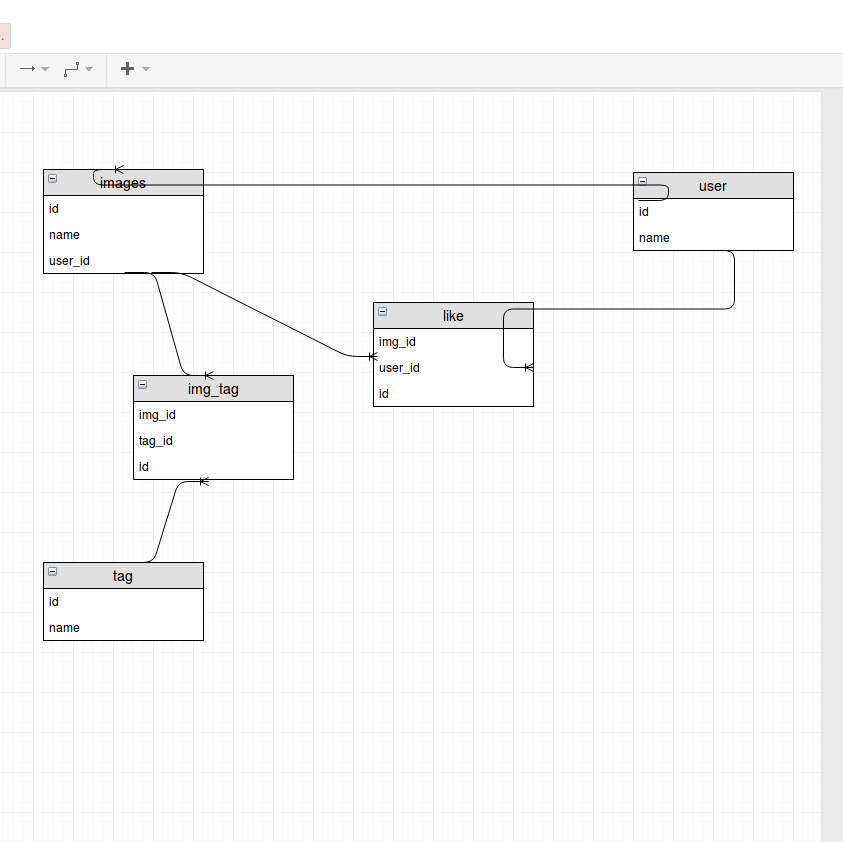 images
id
name
user_id
user
id
name
like
img_id
user_id
id
img_tag
img_id
tag_id
id
tag
id
name